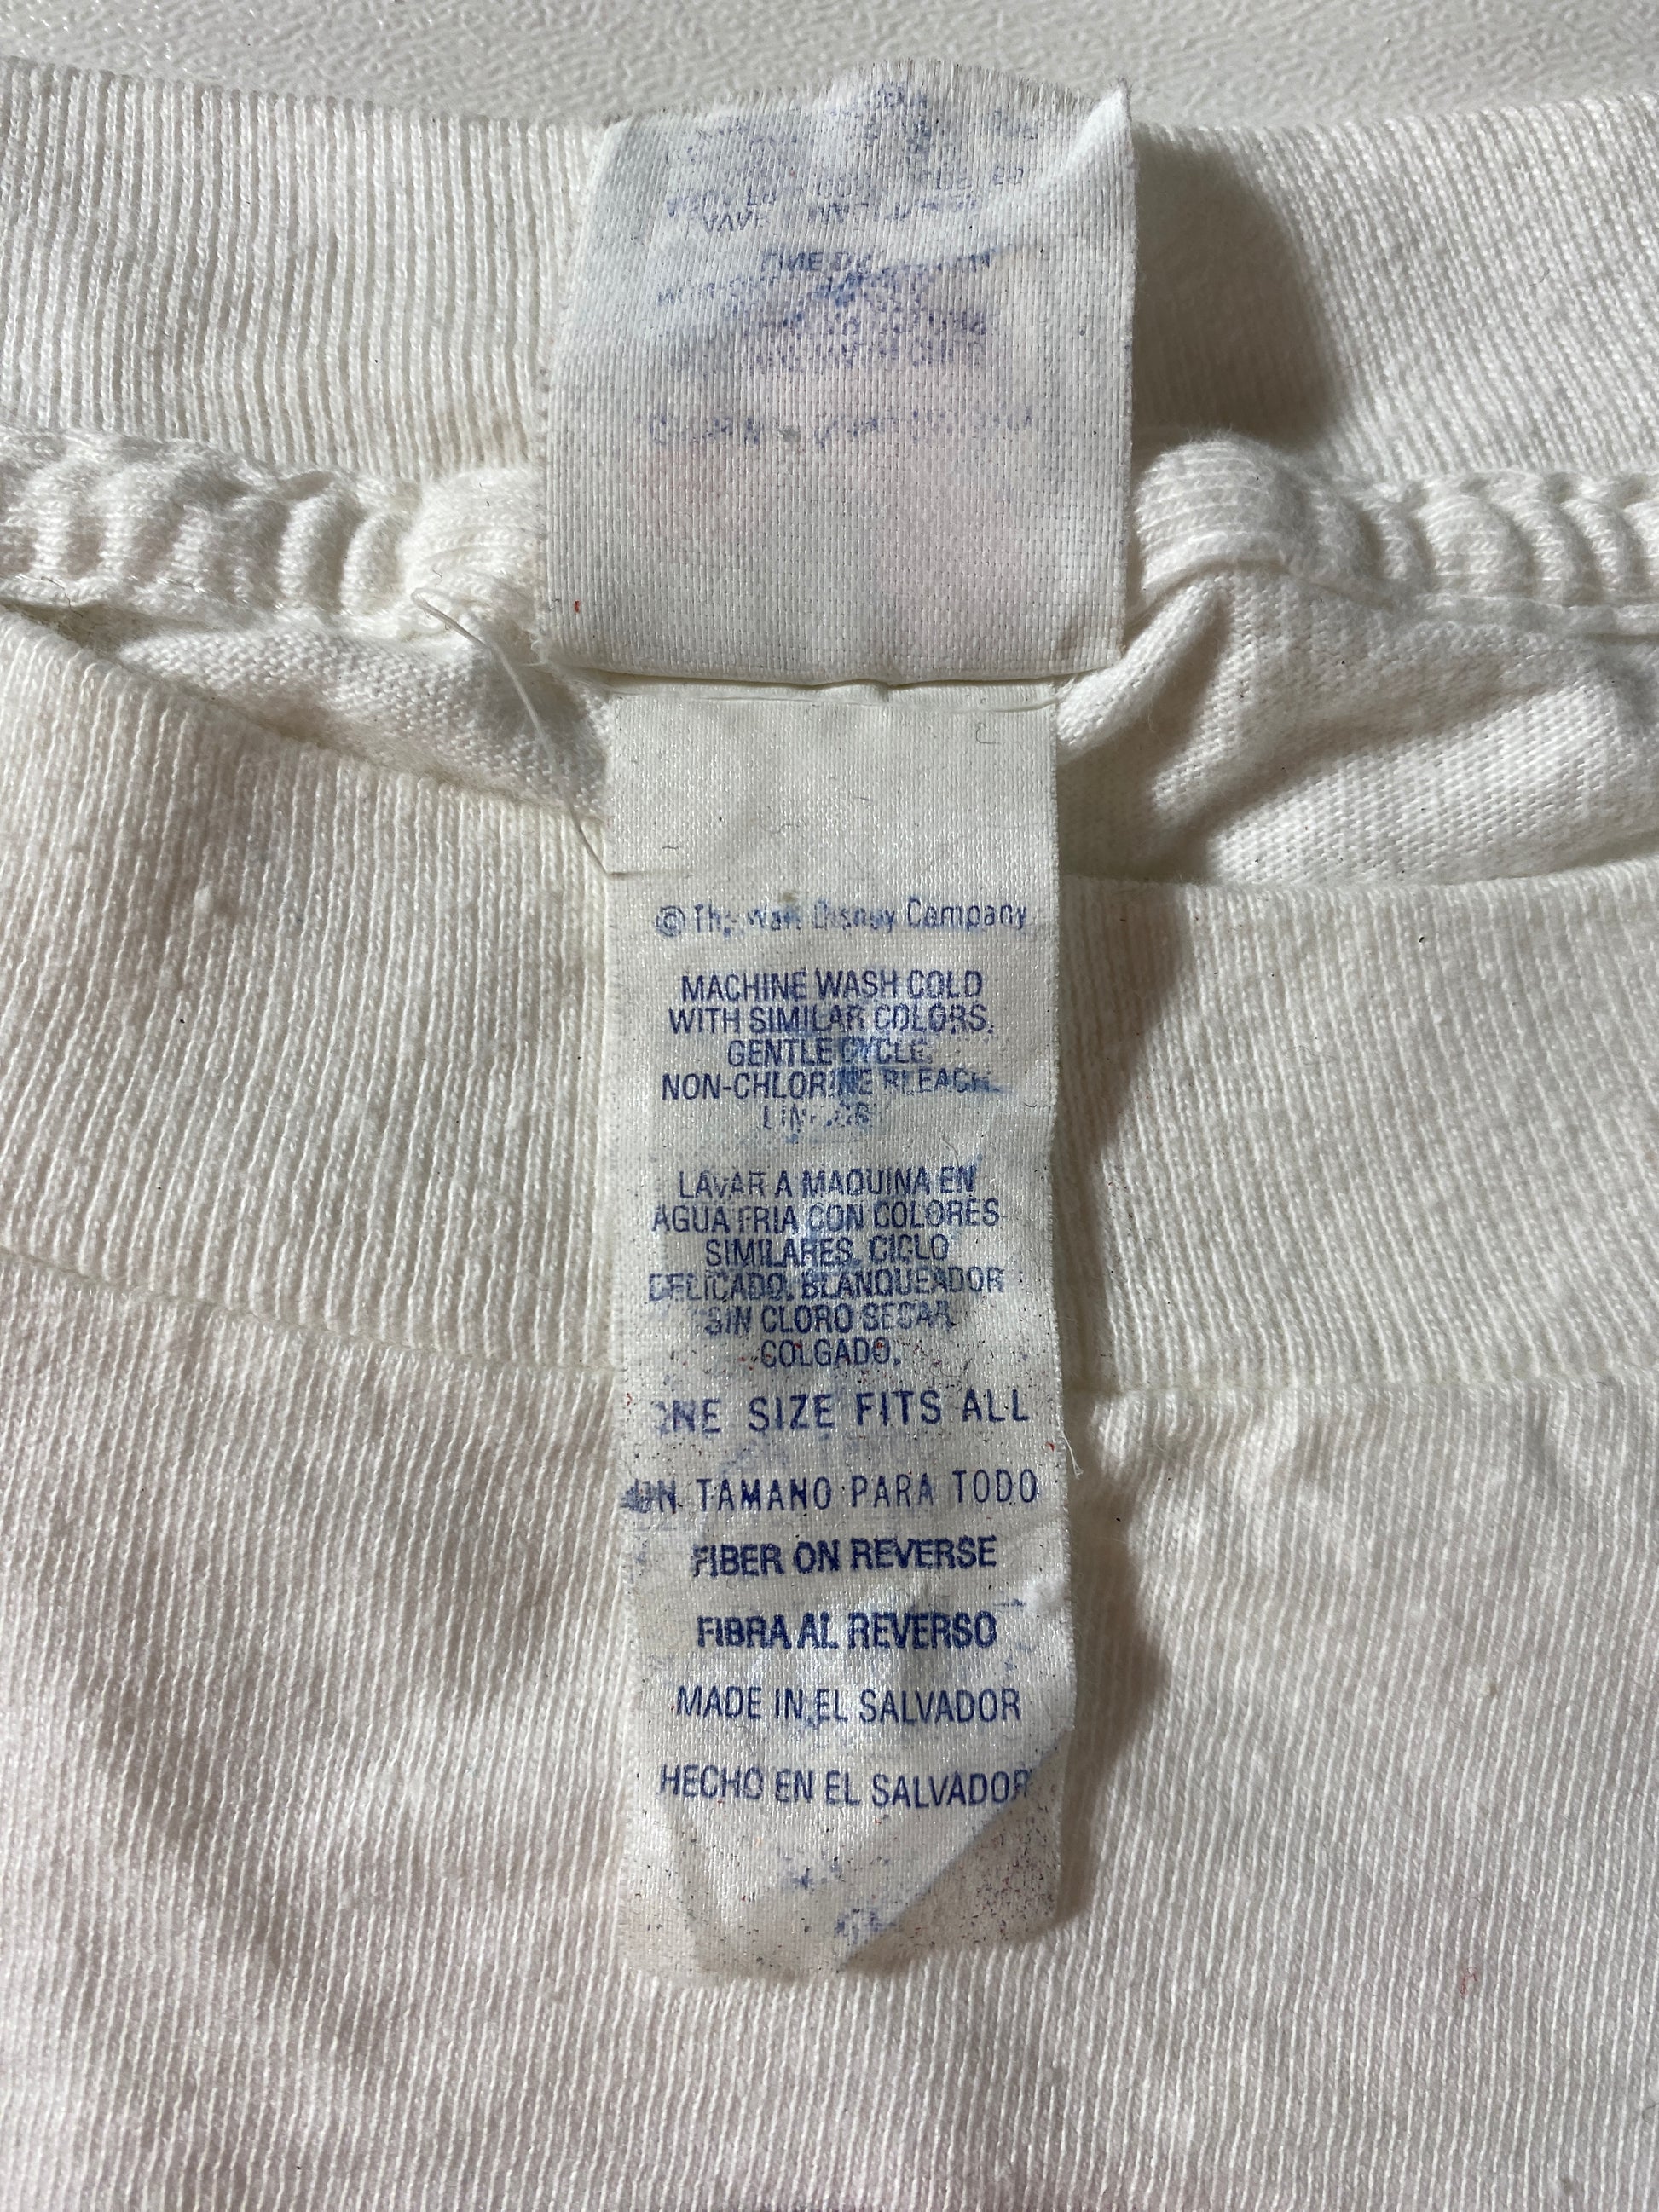 © The Walt Disney Company
MACHINE WASH COLD
WITH SIMILAR COLORS.
GENTLE CYCLE.
NON-CHLORINE BLEACH.
LAVAR A MAQUINA EN
AGUA FRIA CON COLORES
SIMILARES. CICLO
DELICADO. BLANQUEADOR
SIN CLORO SECAR
COLGADO.
ONE SIZE FITS ALL
UN TAMANO PARA TODO
FIBER ON REVERSE
FIBRA AL REVERSO
MADE IN EL SALVADOR
HECHO EN EL SALVADOR